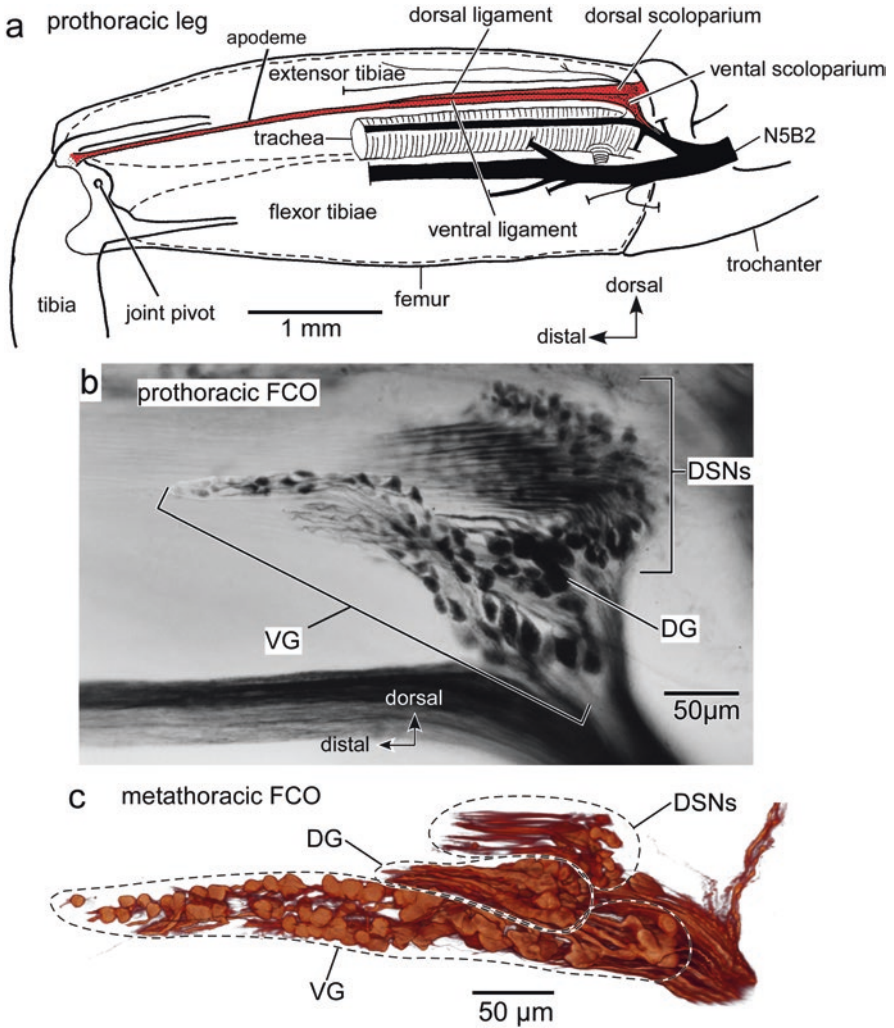 a prothoracic leg
apodeme
dorsal ligament
dorsal scoloparium
extensor tibiae
vental scoloparium
trachea
N5B2
flexor tibiae
ventral ligament
trochanter
tibia
joint pivot
femur
1 mm
dorsal
distal
b
prothoracic FCO
DSNs
VG
DG
dorsal
distal
50μm
c metathoracic FCO
DSNs
DG
VG
50 μm